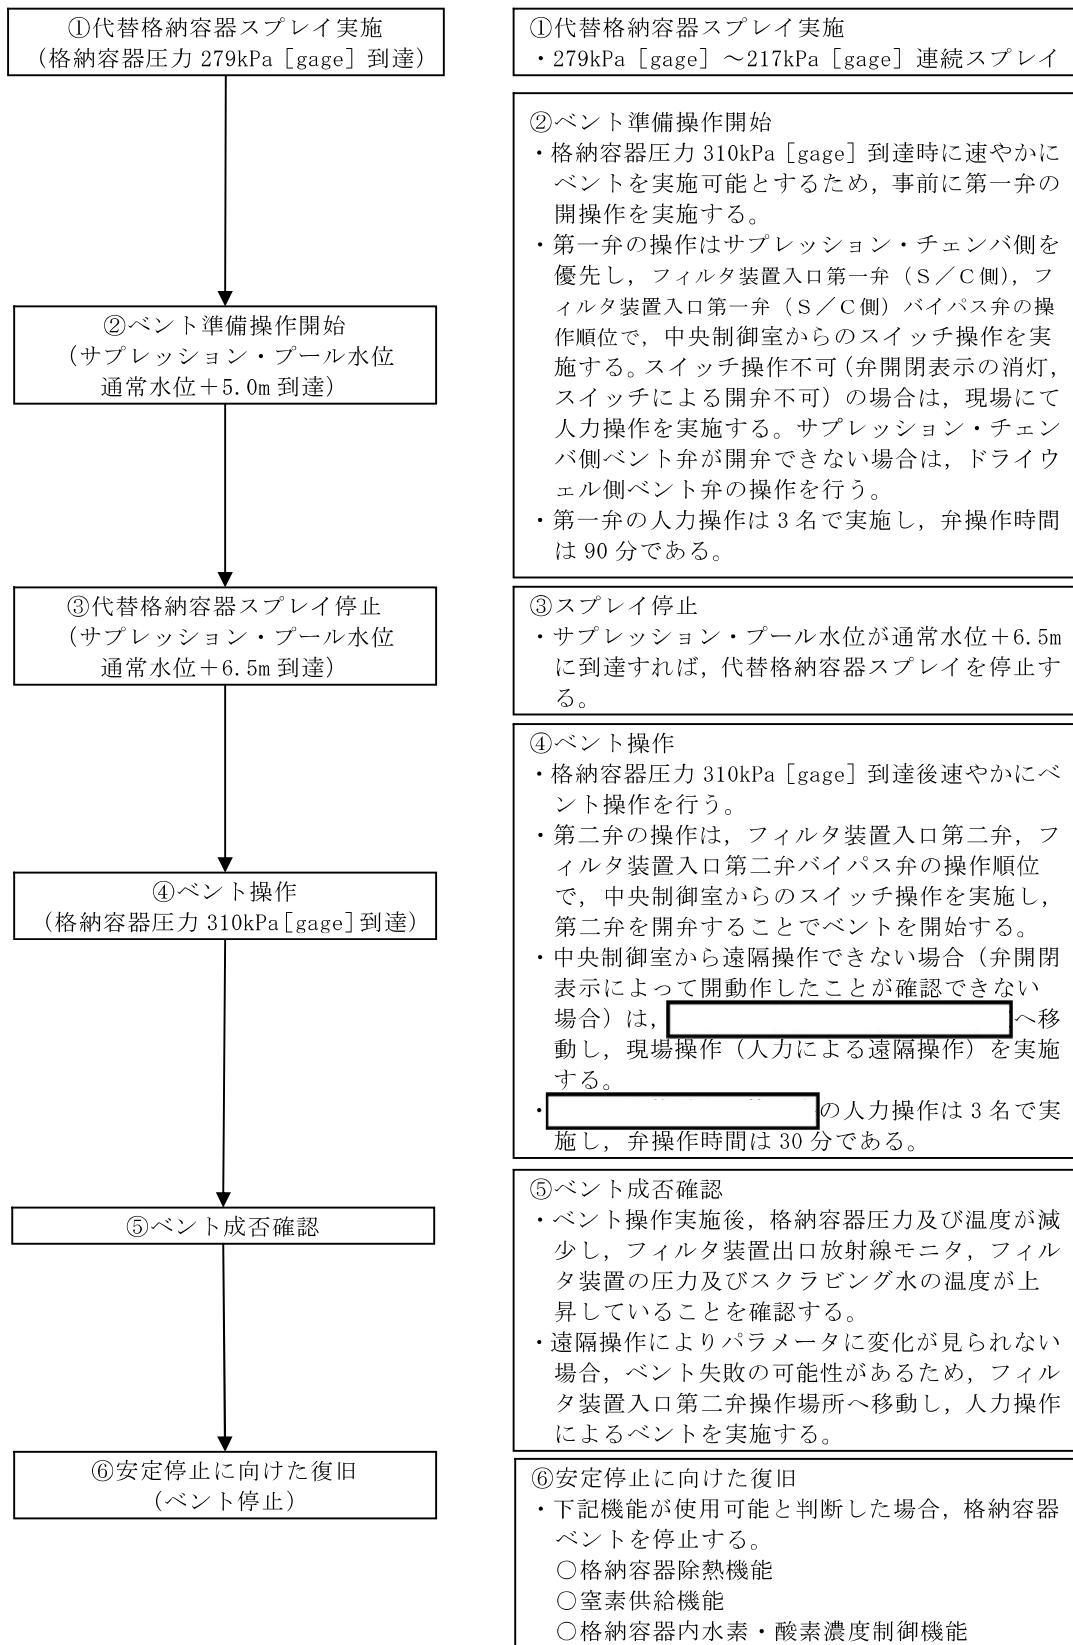 ①代替格納容器スプレイ実施
(格納容器圧力 279kPa［gage］到達)
②ベント準備操作開始
(サプレッション・プール水位
通常水位＋5.0m 到達)
③代替格納容器スプレイ停止
(サプレッション・プール水位
通常水位＋6.5m 到達)
④ベント操作
(格納容器圧力 310kPa［gage］到達)
⑤ベント成否確認
⑥安定停止に向けた復旧
(ベント停止)
①代替格納容器スプレイ実施
・279kPa［gage］～217kPa［gage］連続スプレイ
②ベント準備操作開始
・格納容器圧力 310kPa［gage］到達時に速やかに
ベントを実施可能とするため，事前に第一弁の
開操作を実施する。
・第一弁の操作はサプレッション・チェンバ側を
優先し，フィルタ装置入口第一弁（Ｓ／Ｃ側），フ
ィルタ装置入口第一弁（Ｓ／Ｃ側）バイパス弁の操
作順位で，中央制御室からのスイッチ操作を実
施する。スイッチ操作不可（弁開閉表示の消灯，
スイッチによる開弁不可）の場合は，現場にて
人力操作を実施する。サプレッション・チェン
バ側ベント弁が開弁できない場合は，ドライウ
ェル側ベント弁の操作を行う。
・第一弁の人力操作は 3 名で実施し，弁操作時間
は 90 分である。
③スプレイ停止
・サプレッション・プール水位が通常水位＋6.5m
に到達すれば，代替格納容器スプレイを停止す
る。
④ベント操作
・格納容器圧力 310kPa［gage］到達後速やかにベ
ント操作を行う。
・第二弁の操作は，フィルタ装置入口第二弁，フ
ィルタ装置入口第二弁バイパス弁の操作順位
で，中央制御室からのスイッチ操作を実施し，
第二弁を開弁することでベントを開始する。
・中央制御室から遠隔操作できない場合（弁開閉
表示によって開動作したことが確認できない
場合）は，へ移
動し，現場操作（人力による遠隔操作）を実施
する。
・の人力操作は 3 名で実
施し，弁操作時間は 30 分である。
⑤ベント成否確認
・ベント操作実施後，格納容器圧力及び温度が減
少し，フィルタ装置出口放射線モニタ，フィル
タ装置の圧力及びスクラビング水の温度が上
昇していることを確認する。
・遠隔操作によりパラメータに変化が見られない
場合，ベント失敗の可能性があるため，フィル
タ装置入口第二弁操作場所へ移動し，人力操作
によるベントを実施する。
⑥安定停止に向けた復旧
・下記機能が使用可能と判断した場合，格納容器
ベントを停止する。
○格納容器除熱機能
○窒素供給機能
○格納容器内水素・酸素濃度制御機能